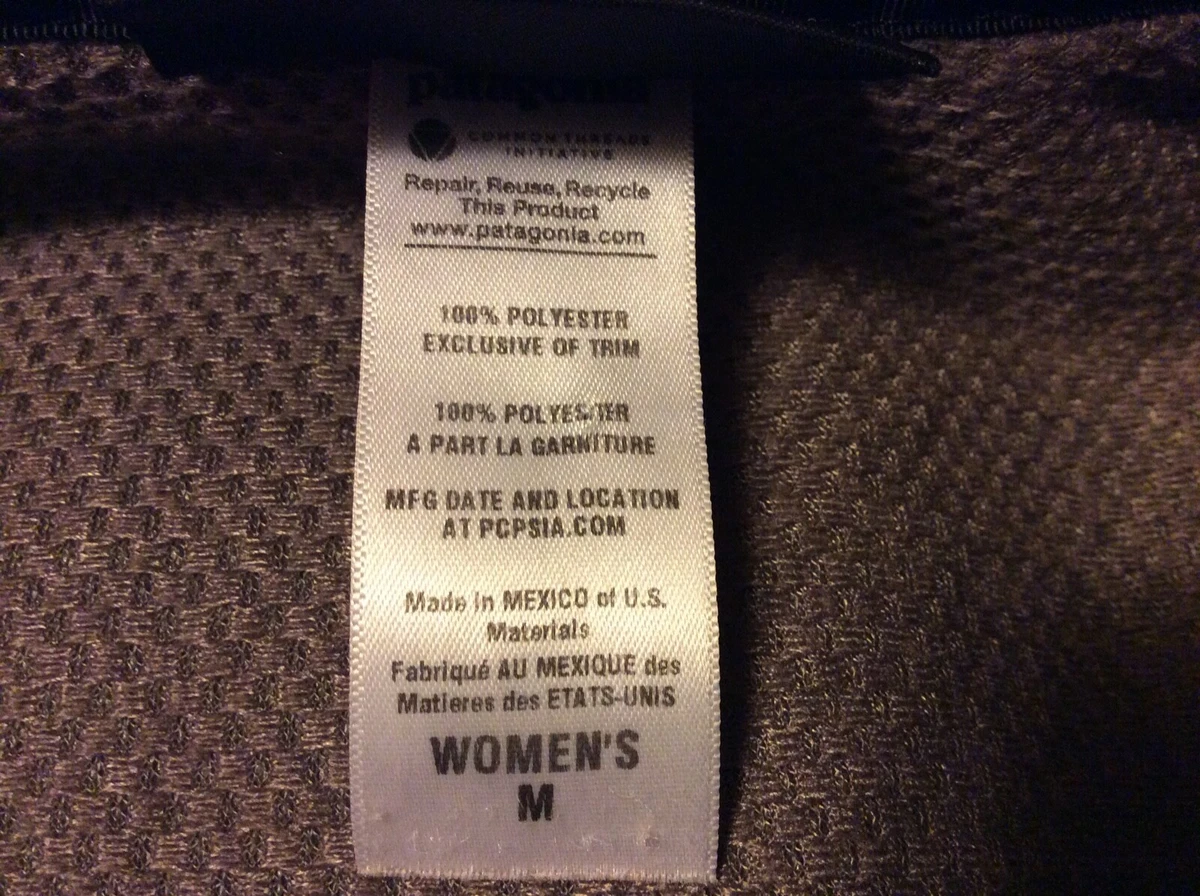 patagonia
COMMON THREADS
INITIATIVE
Repair, Reuse, Recycle
This Product
www.patagonia.com
100% POLYESTER
EXCLUSIVE OF TRIM
100% POLYESTER
A PART LA GARNITURE
MFG DATE AND LOCATION
AT PCPSIA.COM
Made in MEXICO of U.S.
Materials
Fabriqué AU MEXIQUE des
Matieres des ETATS-UNIS
WOMEN'S
M